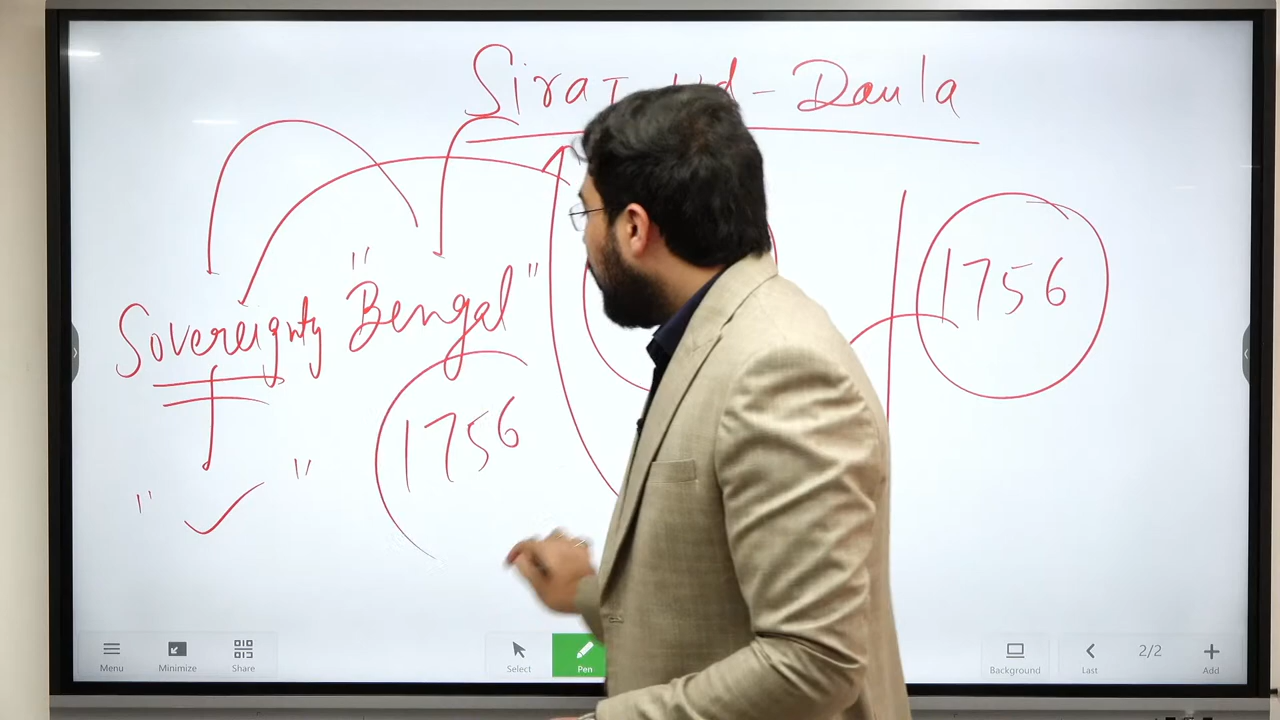 Siraj-Ud-Daula
Sovereignty "Bengal"
1756
1756
Menu
Minimize
Share
Select
Pen
Background
Last
2/2
Add